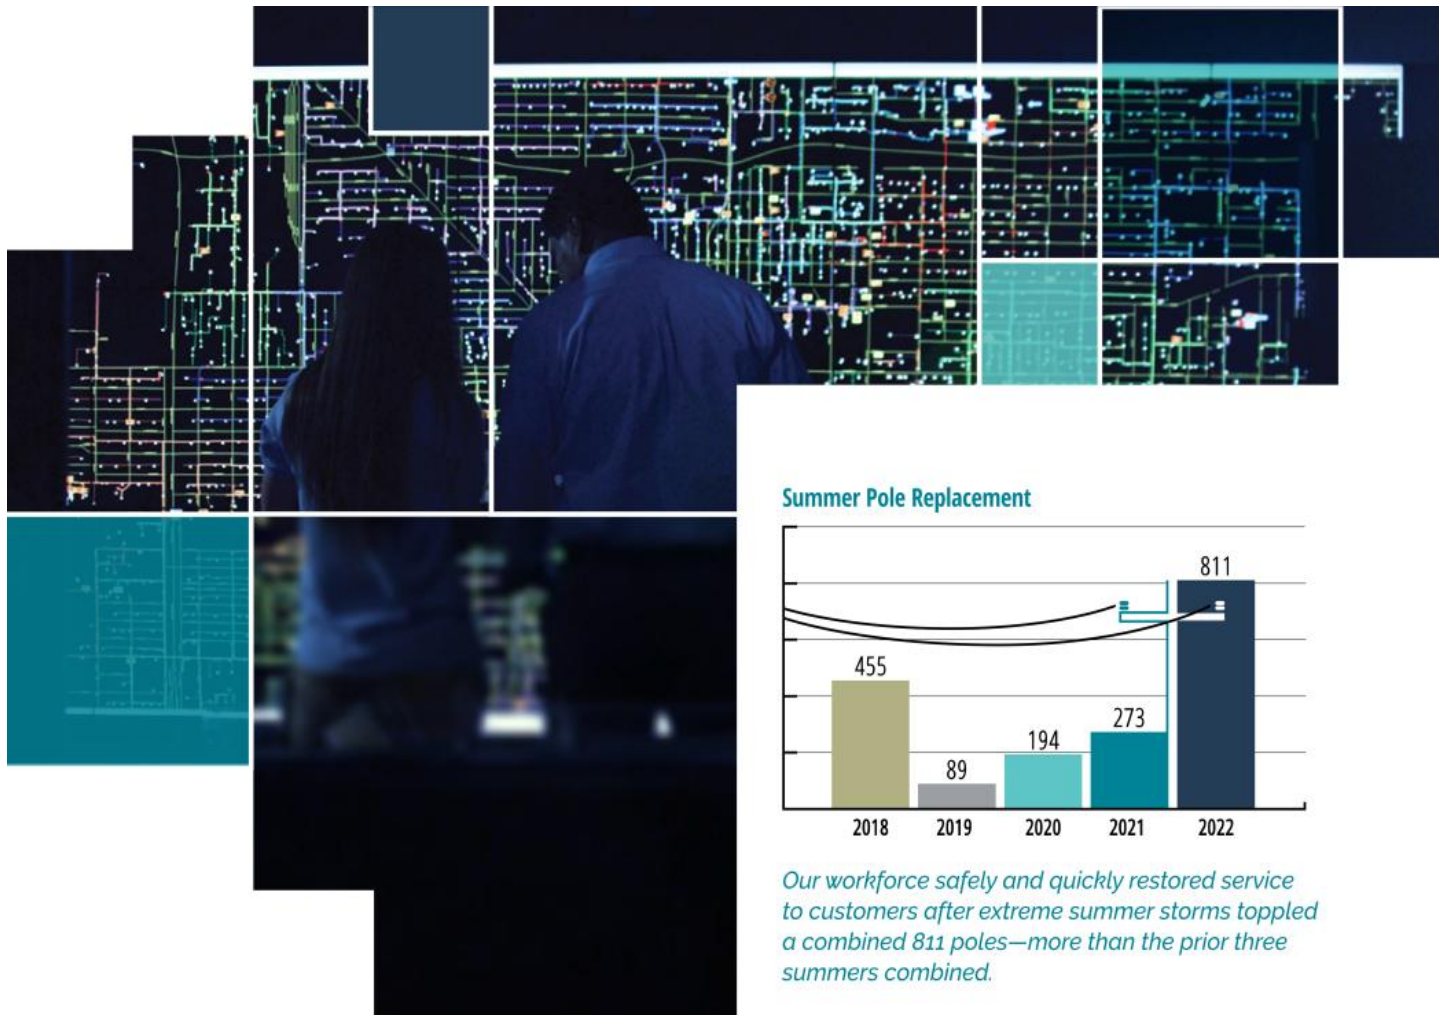 Summer Pole Replacement
811
455
273
194
89
2018 2019 2020 2021 2022
Our workforce safely and quickly restored service
to customers after extreme summer storms toppled
a combined 811 poles—more than the prior three
summers combined.